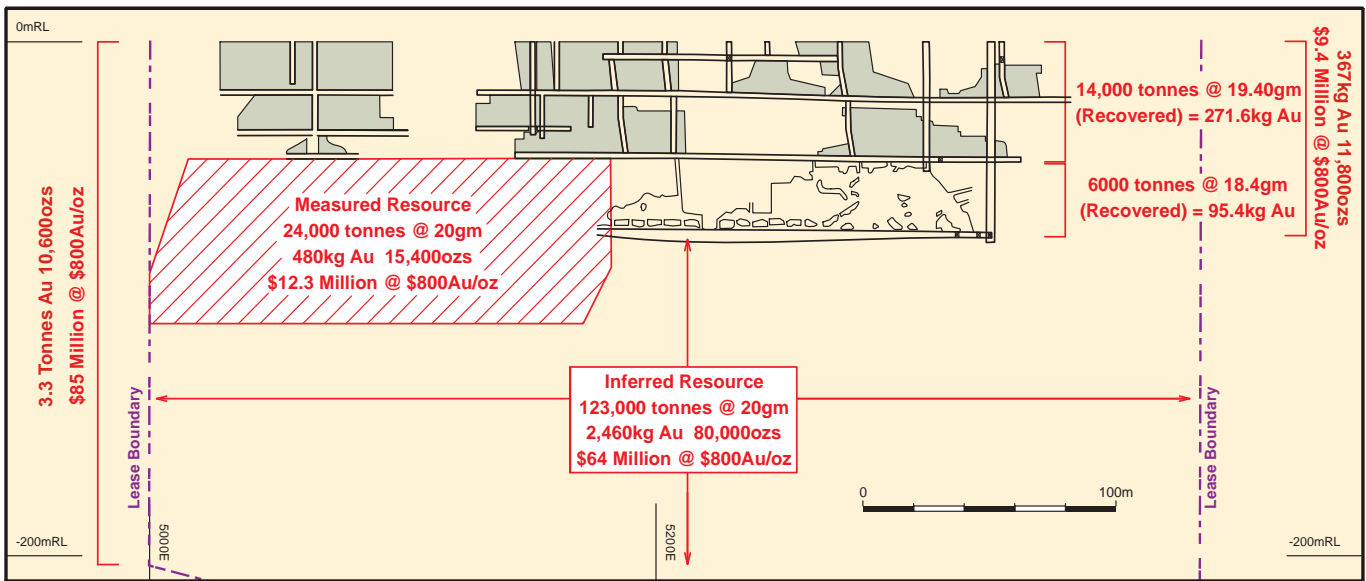 0mRL
3.3 Tonnes Au 10,600ozs
$85 Million @ $800Au/oz
Measured Resource
24,000 tonnes @ 20gm
480kg Au 15,400ozs
$12.3 Million @ $800Au/oz
14,000 tonnes @ 19.40gm
(Recovered) = 271.6kg Au
6000 tonnes @ 18.4gm
(Recovered) = 95.4kg Au
367kg Au 11,800ozs
$9.4 Million @ $800Au/oz
Inferred Resource
123,000 tonnes @ 20gm
2,460kg Au 80,000ozs
$64 Million @ $800Au/oz
Lease Boundary
Lease Boundary
0
100m
5000E
5200E
-200mRL
-200mRL